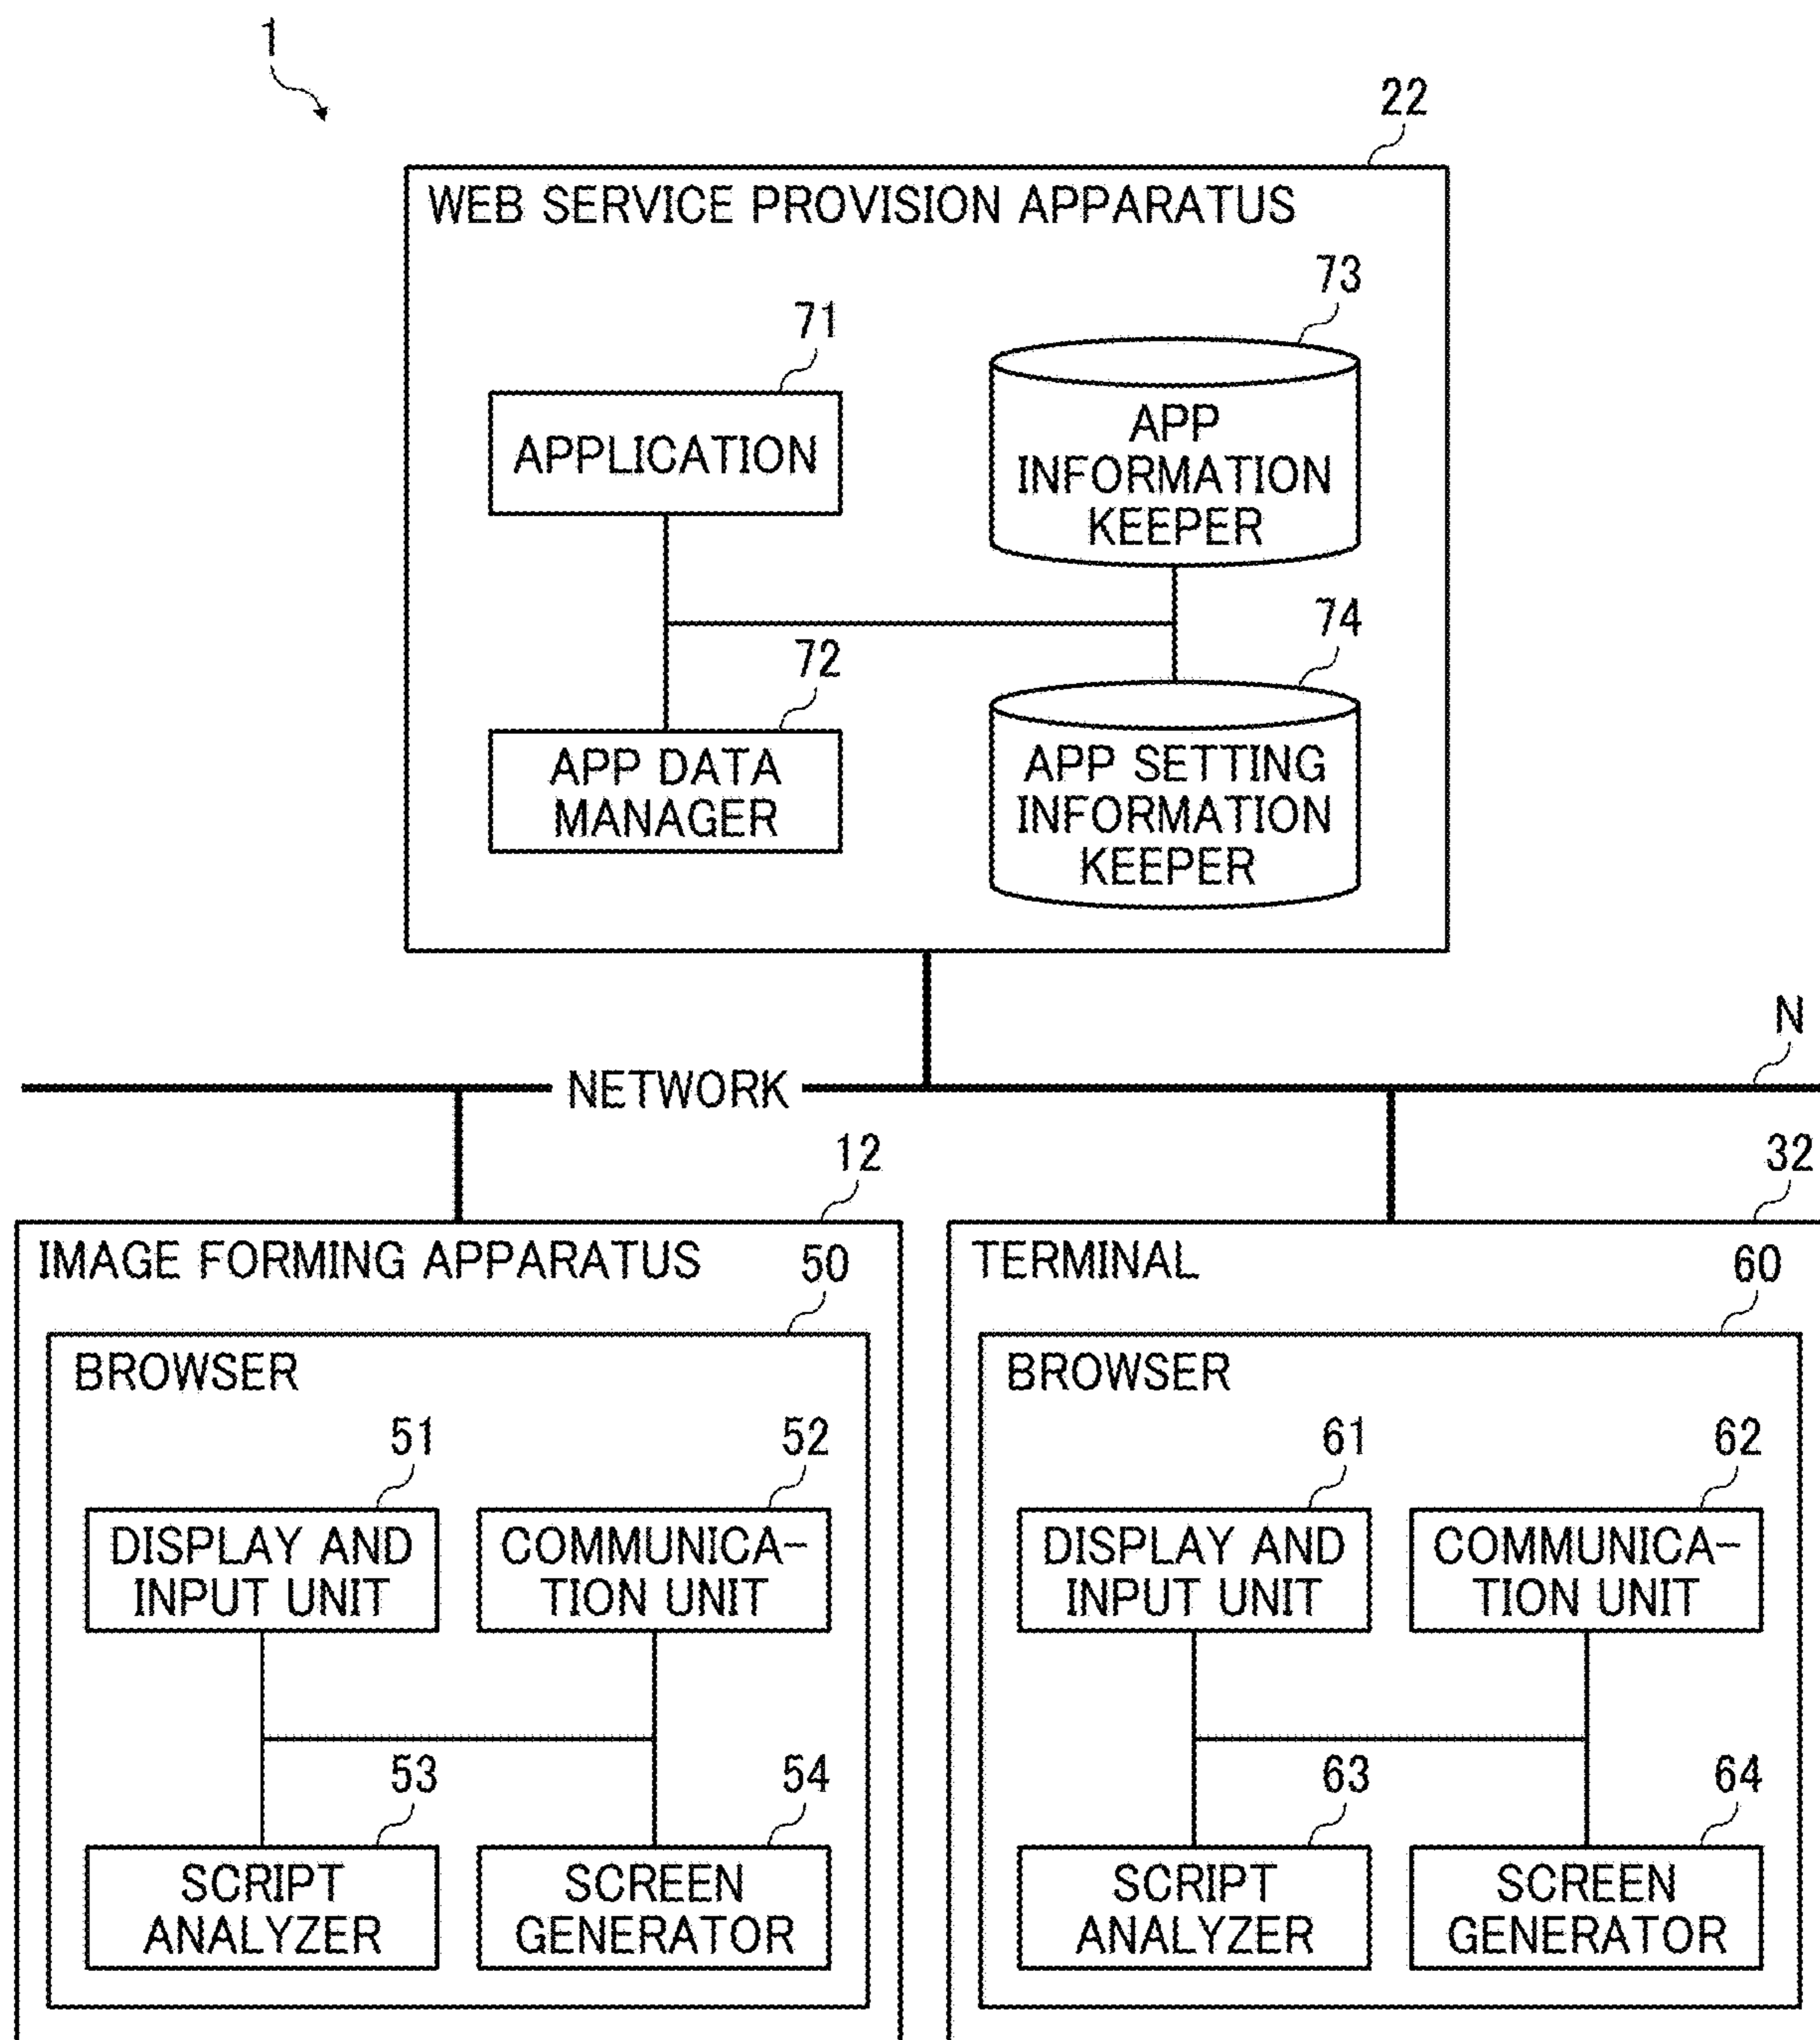 1
22
WEB SERVICE PROVISION APPARATUS
71
73
APPLICATION
APP
INFORMATION
KEEPER
72
74
APP DATA
MANAGER
APP SETTING
INFORMATION
KEEPER
N
NETWORK
12
32
IMAGE FORMING APPARATUS
50
BROWSER
51
52
DISPLAY AND
INPUT UNIT
COMMUNICA-
TION UNIT
53
54
SCRIPT
ANALYZER
SCREEN
GENERATOR
TERMINAL
60
BROWSER
61
62
DISPLAY AND
INPUT UNIT
COMMUNICA-
TION UNIT
63
64
SCRIPT
ANALYZER
SCREEN
GENERATOR